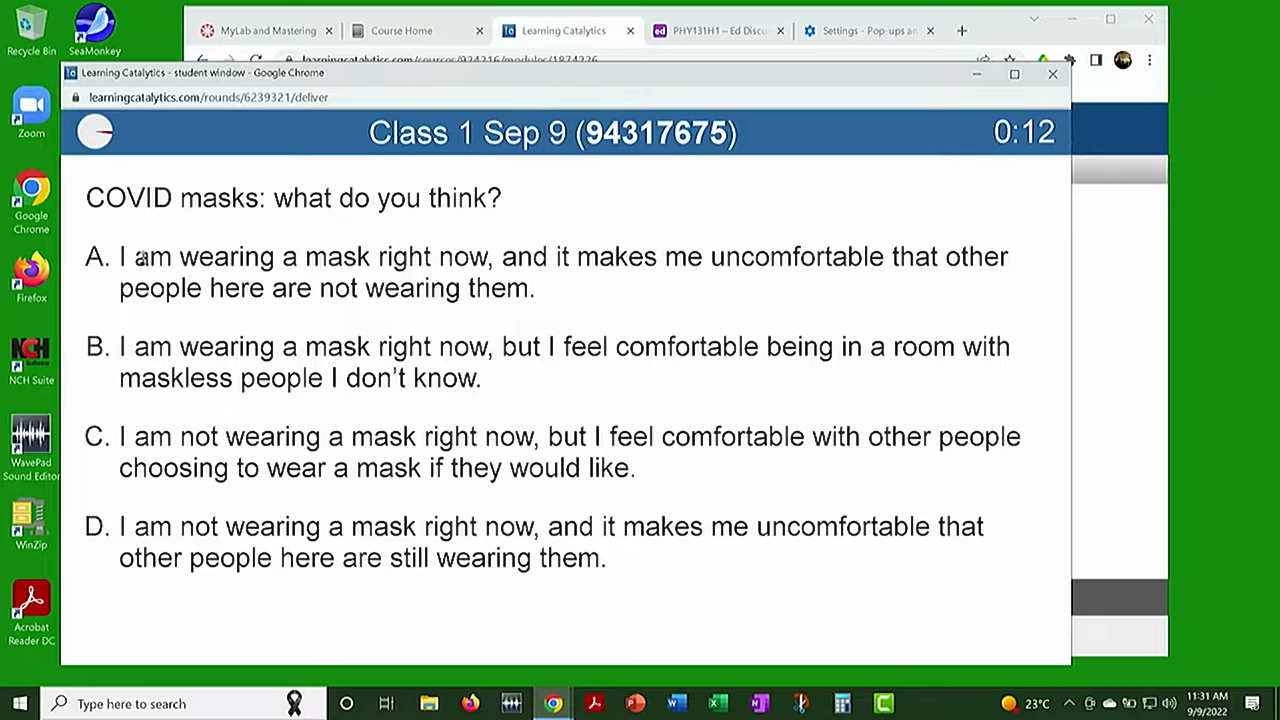 Recycle Bin
SeaMonkey
MyLab and Mastering
Course Home
Learning Catalytics
PHY131H1 – Ed Discu
Settings - Pop-ups an
Learning Catalytics - student window - Google Chrome
learningcatalytics.com/rounds/6239321/deliver
Class 1 Sep 9 (94317675)
0:12
COVID masks: what do you think?
A. I am wearing a mask right now, and it makes me uncomfortable that other
people here are not wearing them.
B. I am wearing a mask right now, but I feel comfortable being in a room with
maskless people I don't know.
C. I am not wearing a mask right now, but I feel comfortable with other people
choosing to wear a mask if they would like.
D. I am not wearing a mask right now, and it makes me uncomfortable that
other people here are still wearing them.
Zoom
Google
Chrome
Firefox
NCH
NCH Suite
WavePad
Sound Editor
WinZip
Acrobat
Reader DC
Type here to search
23°C
11:31 AM
9/9/2022